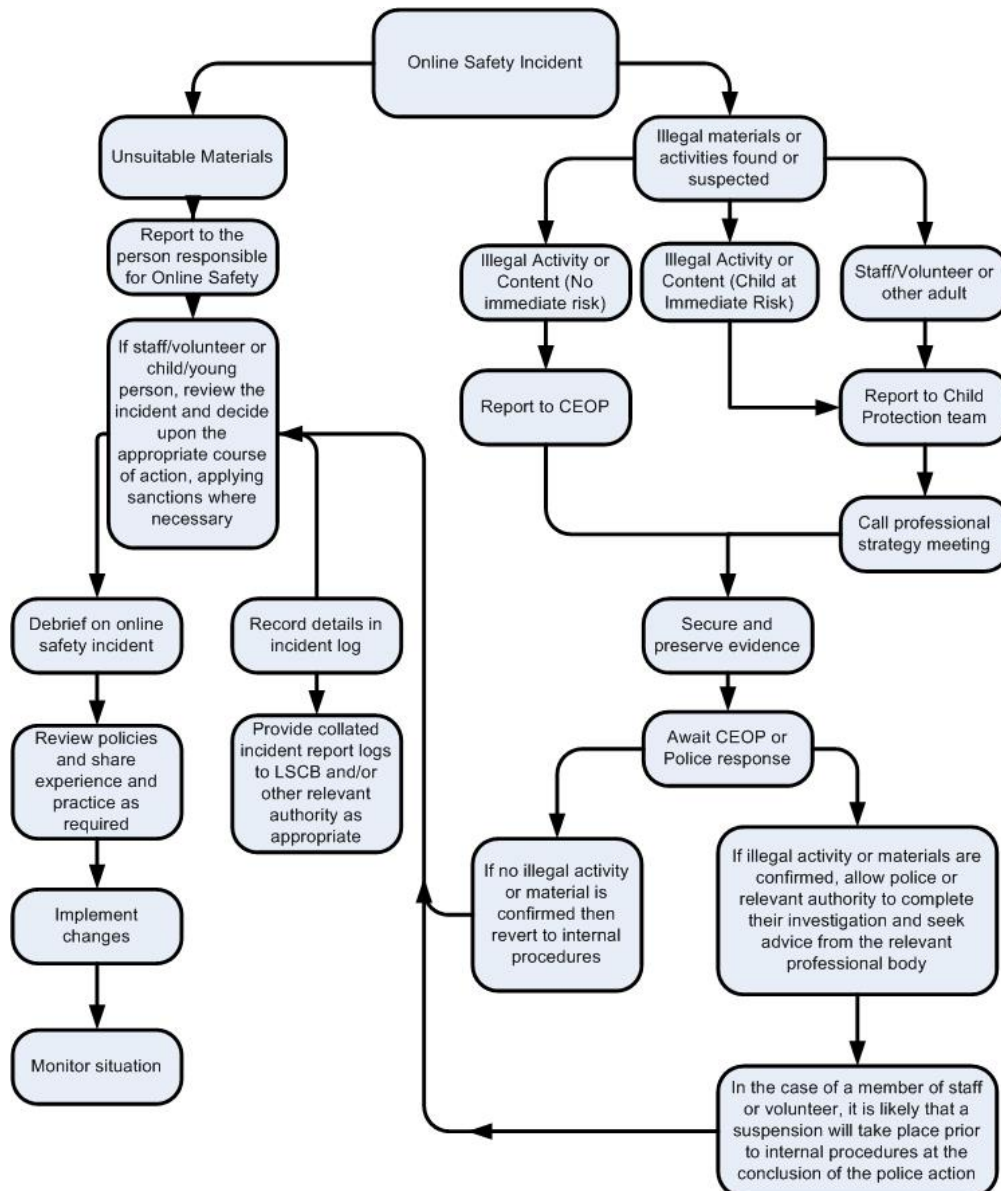 Online Safety Incident
Unsuitable Materials
Illegal materials or
activities found or
suspected
Report to the
person responsible
for Online Safety
Illegal Activity or
Content (No
immediate risk)
Illegal Activity or
Content (Child at
Immediate Risk)
Staff/Volunteer or
other adult
If staff/volunteer or
child/young
person, review the
incident and decide
upon the
appropriate course
of action, applying
sanctions where
necessary
Report to CEOP
Report to Child
Protection team
Call professional
strategy meeting
Debrief on online
safety incident
Record details in
incident log
Secure and
preserve evidence
Review policies
and share
experience and
practice as
required
Provide collated
incident report logs
to LSCB and/or
other relevant
authority as
appropriate
Await CEOP or
Police response
If no illegal activity
or material is
confirmed then
revert to internal
procedures
If illegal activity or materials are
confirmed, allow police or
relevant authority to complete
their investigation and seek
advice from the relevant
professional body
Implement
changes
Monitor situation
In the case of a member of staff
or volunteer, it is likely that a
suspension will take place prior
to internal procedures at the
conclusion of the police action